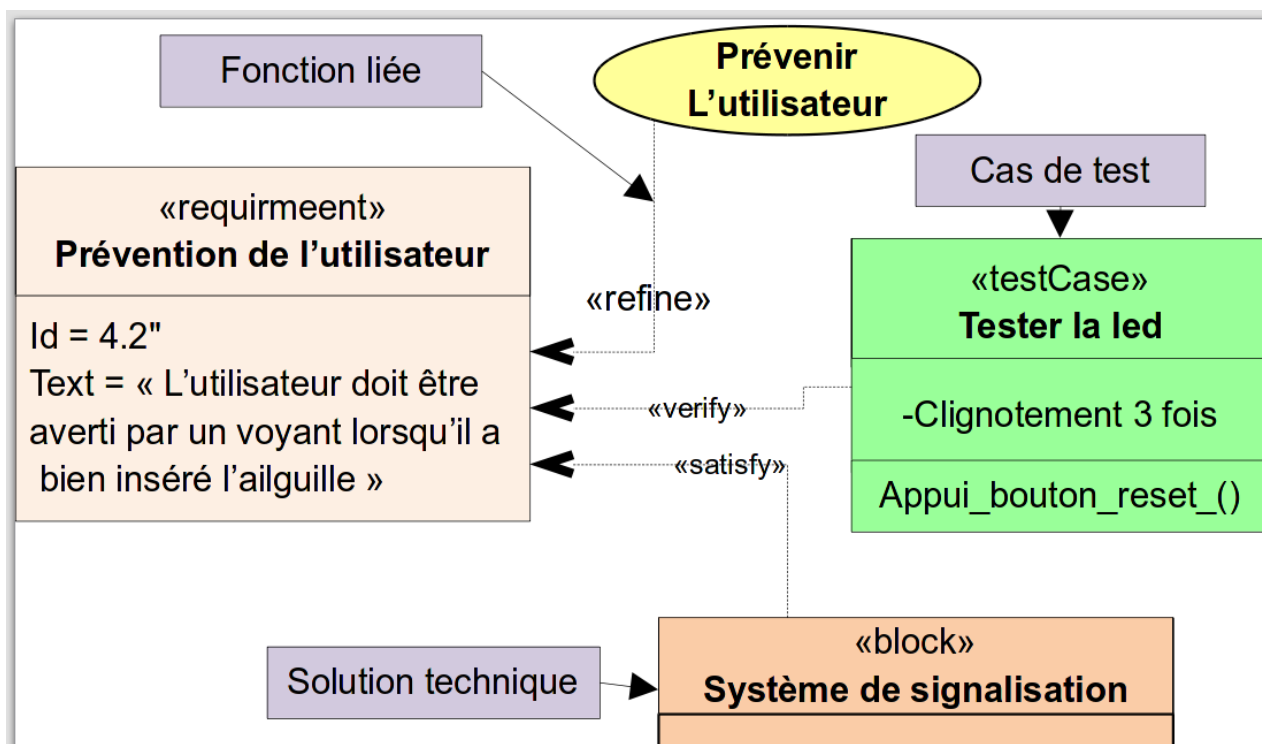 Fonction liée
Prévenir
L’utilisateur
Cas de test
«requirmeent»
Prévention de l’utilisateur
Id = 4.2"
Text = « L’utilisateur doit être
averti par un voyant lorsqu’il a
bien inséré l’ailguille »
«refine»
«verify»
«satisfy»
«testCase»
Tester la led
-Clignotement 3 fois
Appui_bouton_reset_()
Solution technique
«block»
Système de signalisation